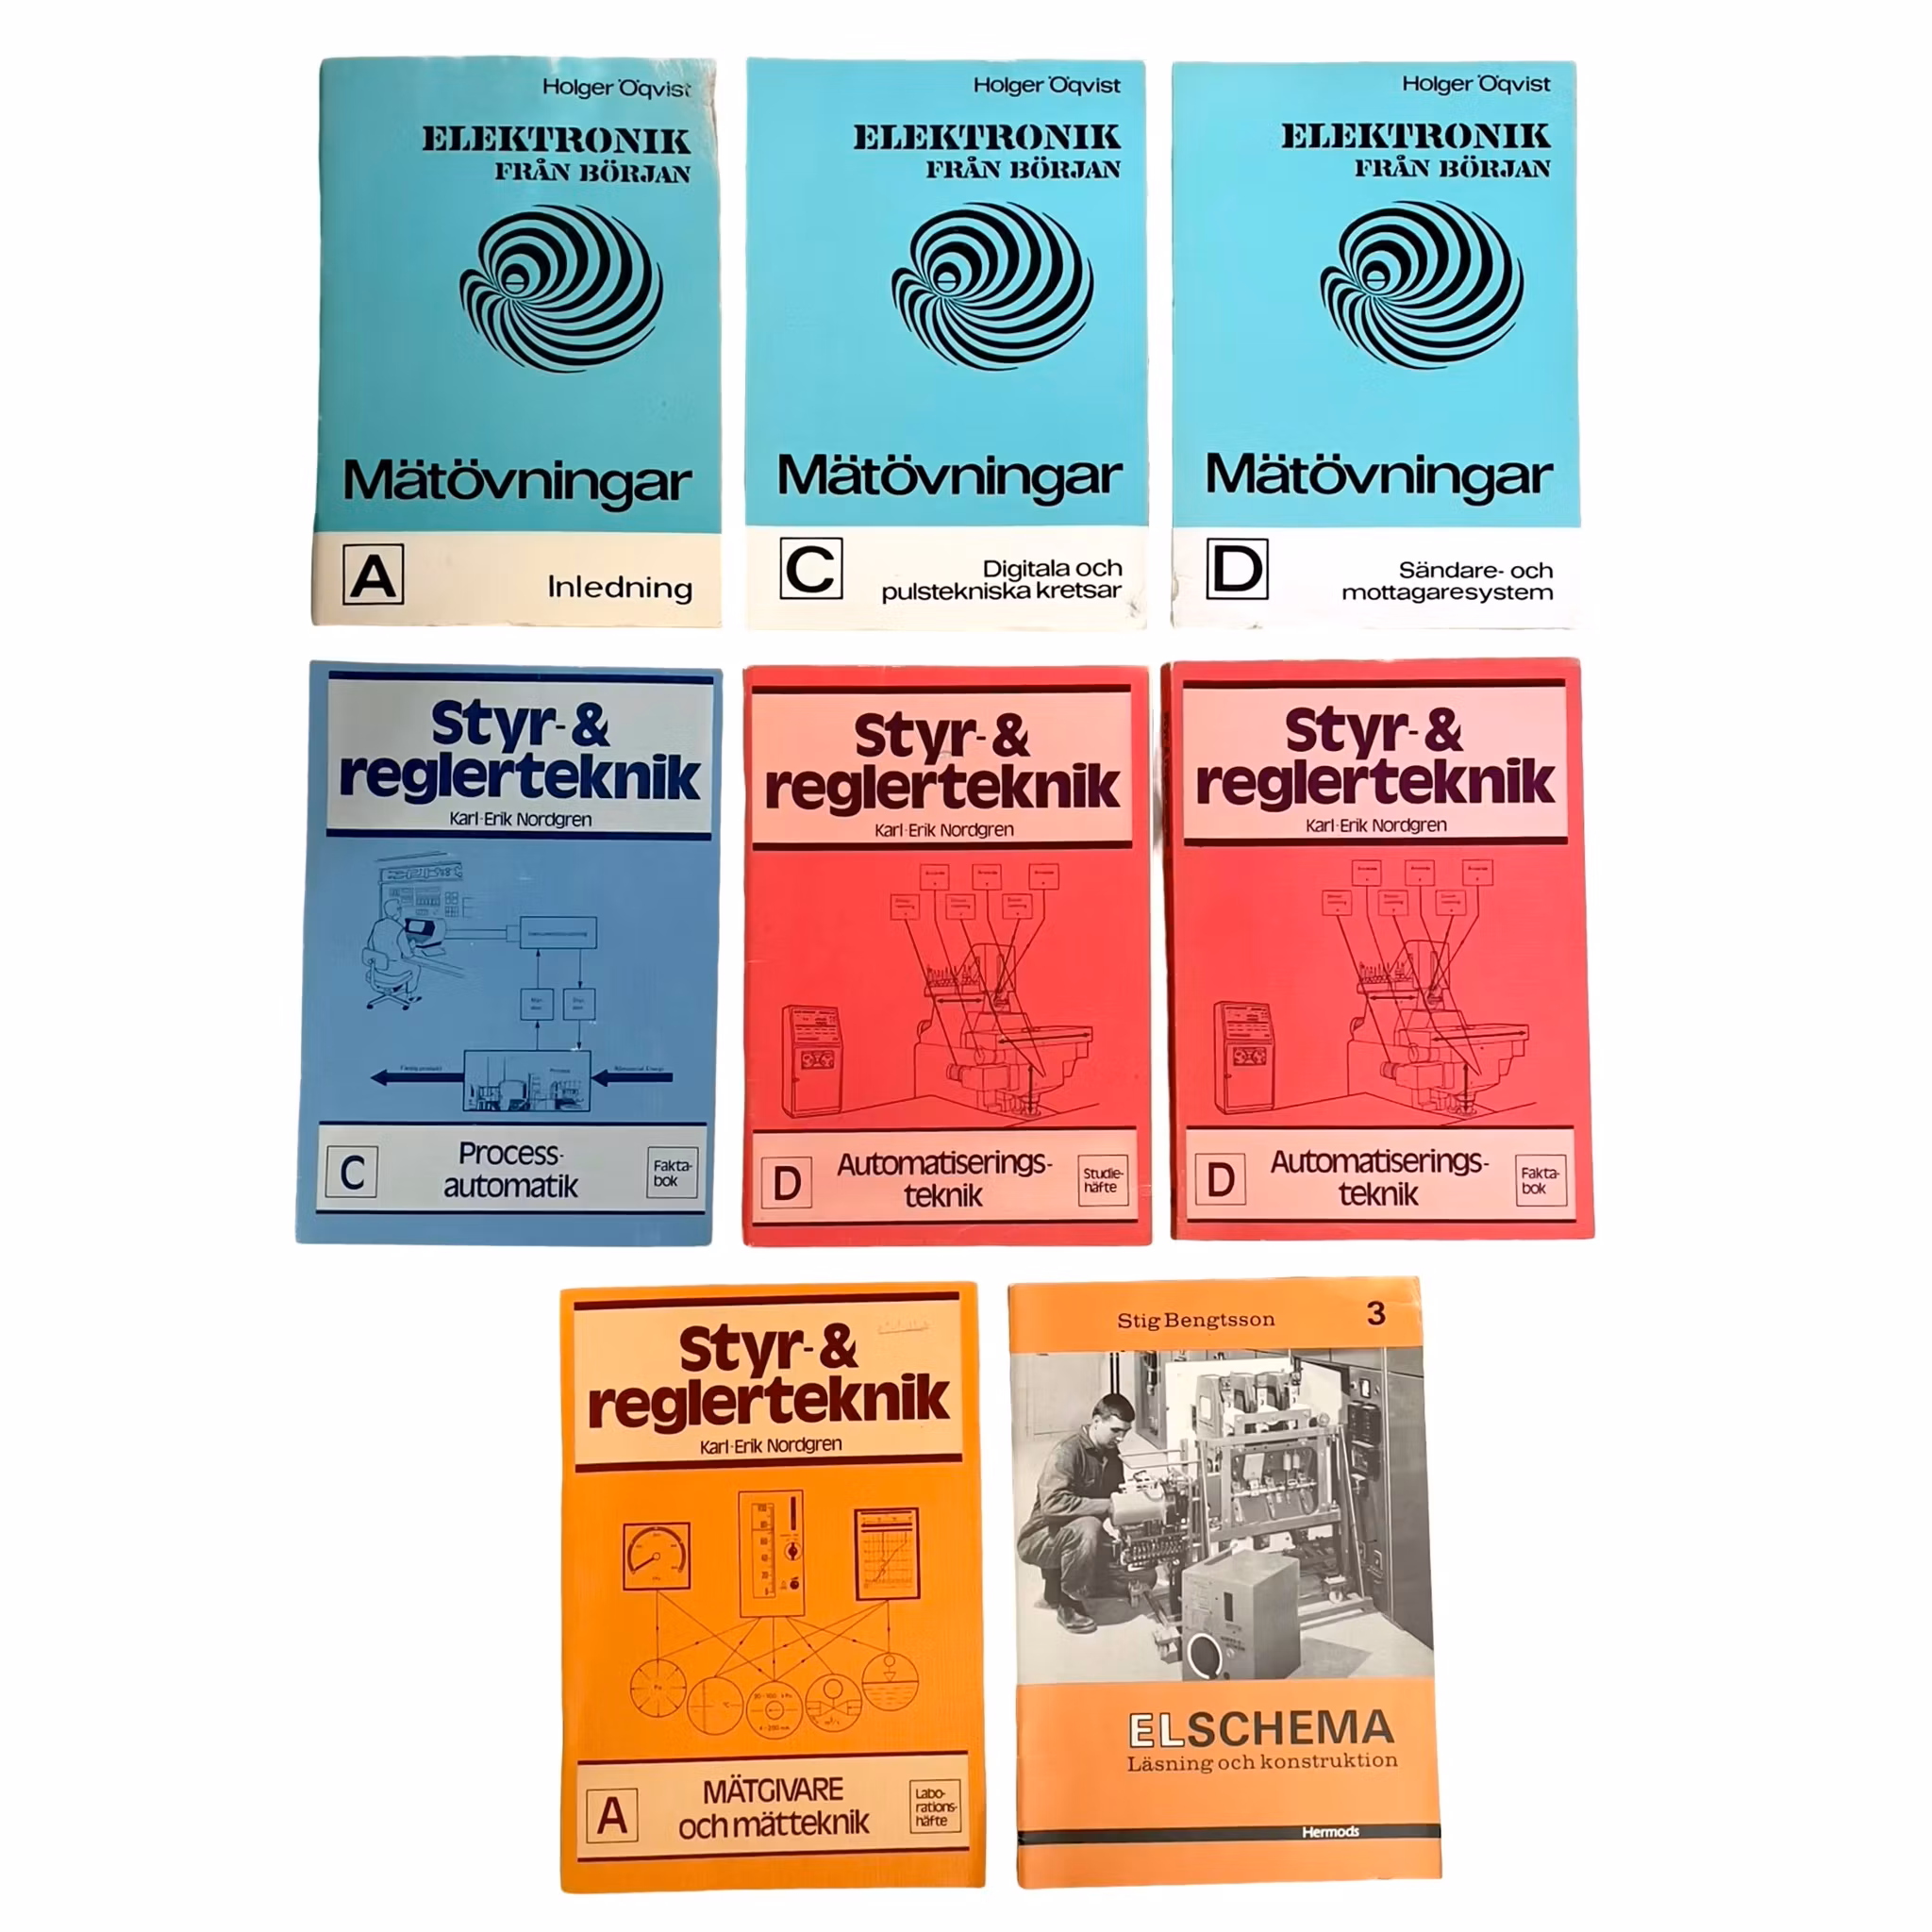 Holger Öqvist
ELEKTRONIK
FRÅN BÖRJAN
Mätövningar
A
Inledning
Holger Öqvist
ELEKTRONIK
FRÅN BÖRJAN
Mätövningar
C
Digitala och
pulstekniska kretsar
Holger Öqvist
ELEKTRONIK
FRÅN BÖRJAN
Mätövningar
D
Sändare- och
mottagaresystem
Styr- &
reglerteknik
Karl-Erik Nordgren
Process
C
Process-
automatik
Fakta-
bok
Styr- &
reglerteknik
Karl-Erik Nordgren
D
Automatiserings-
teknik
Studie-
häfte
Styr- &
reglerteknik
Karl-Erik Nordgren
D
Automatiserings-
teknik
Fakta-
bok
Styr- &
reglerteknik
Karl-Erik Nordgren
A
MÄTGIVARE
och mätteknik
Labo-
rations-
häfte
Stig Bengtsson
3
ELSCHEMA
Läsning och konstruktion
Hermods